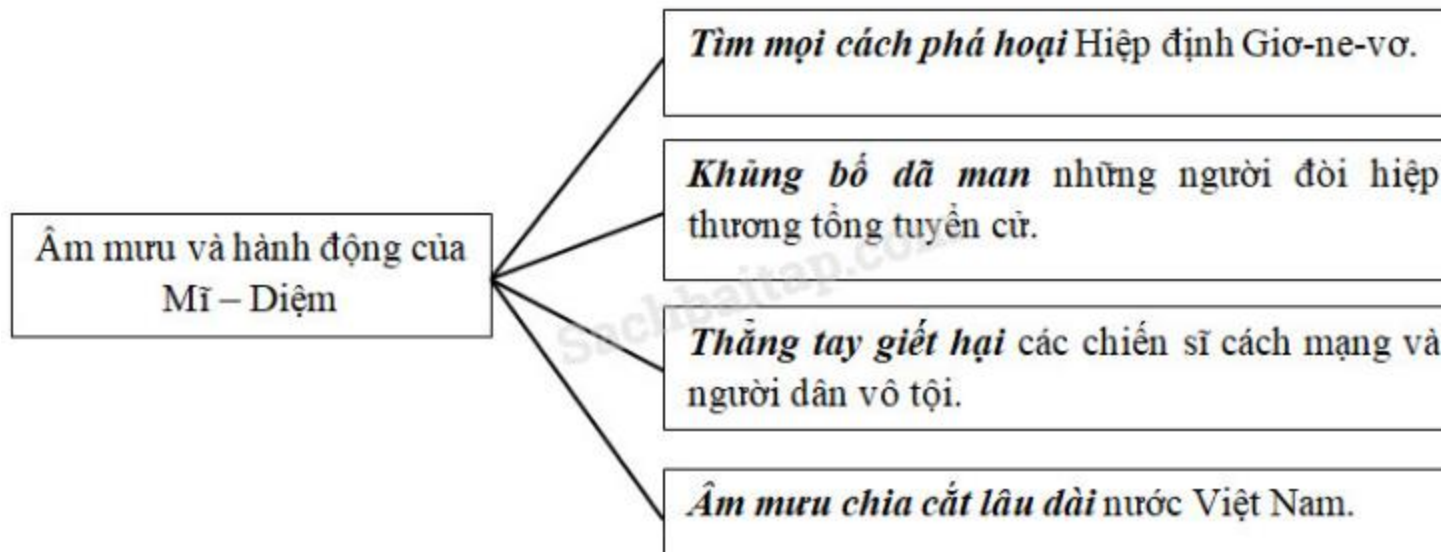 Tìm mọi cách phá hoại Hiệp định Giơ-ne-vơ.
Khủng bố dã man những người đòi hiệp
thương tổng tuyển cử.
Âm mưu và hành động của
Mĩ – Diệm
Thẳng tay giết hại các chiến sĩ cách mạng và
người dân vô tội.
Âm mưu chia cắt lâu dài nước Việt Nam.
Sachbaitap.com